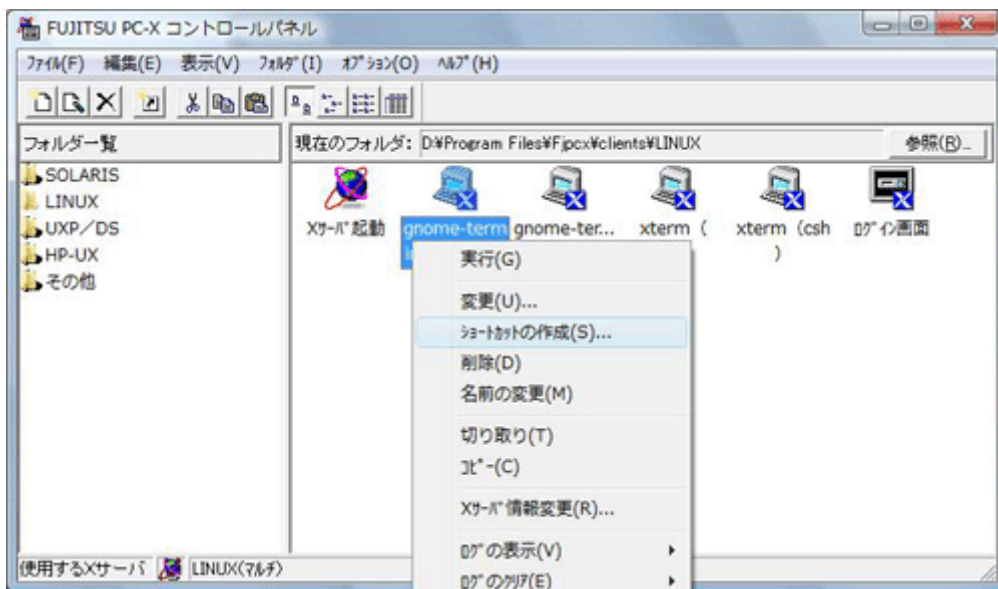 FUJITSU PC-X コントロールパネル
ﾌｧｲﾙ(F) 編集(E) 表示(V) ﾌｫﾙﾀﾞ(I) ｵﾌﾟｼｮﾝ(O) ﾍﾙﾌﾟ(H)
フォルダ一覧
現在のフォルダ: D:¥Program Files¥Fjpcx¥clients¥LINUX 参照(R)...
SOLARIS
LINUX
UXP／DS
HP-UX
その他
Xｻｰﾊﾞ起動
gnome-term
gnome-ter...
xterm (
xterm (csh
)
ﾛｸﾞｲﾝ画面
実行(G)
変更(U)...
ｼｮｰﾄｶｯﾄの作成(S)...
削除(D)
名前の変更(M)
切り取り(T)
ｺﾋﾟｰ(C)
Xｻｰﾊﾞ情報変更(R)...
ﾛｸﾞの表示(V)
ﾛｸﾞのｸﾘｱ(E)
使用するXサーバ LINUX(ﾏﾙﾁ)